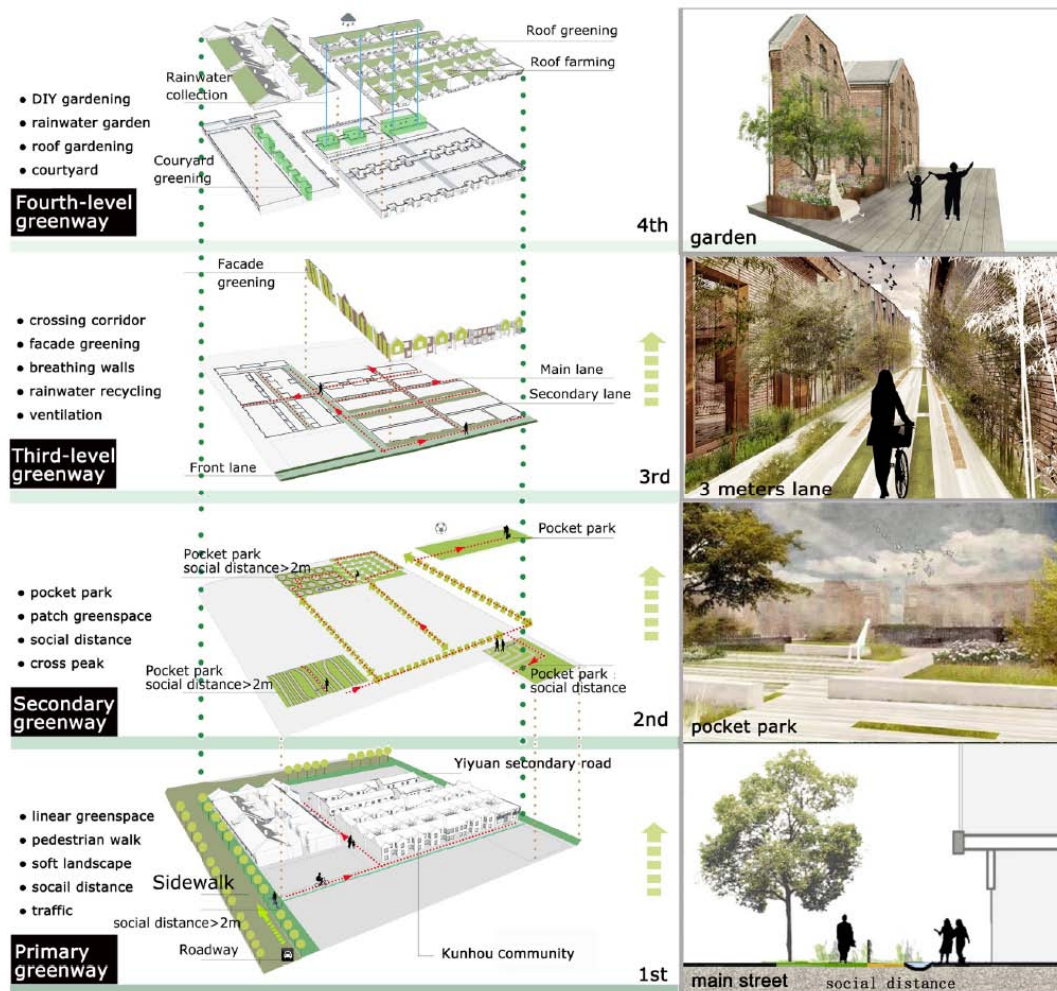 Roof greening
Roof farming
Rainwater
collection
Couryard
greening
• DIY gardening
• rainwater garden
• roof gardening
• courtyard
Fourth-level
greenway
4th
garden
Facade
greening
Main lane
Secondary lane
Front lane
• crossing corridor
• facade greening
• breathing walls
• rainwater recycling
• ventilation
Third-level
greenway
3rd
3 meters lane
Pocket park
Pocket park
social distance>2m
Pocket park
social distance>2m
Pocket park
social distance
• pocket park
• patch greenspace
• social distance
• cross peak
Secondary
greenway
2nd
pocket park
Yiyuan secondary road
• linear greenspace
• pedestrian walk
• soft landscape
• socail distance
• traffic
Sidewalk
social distance>2m
Roadway
Kunhou Community
Primary
greenway
1st
main street
social distance